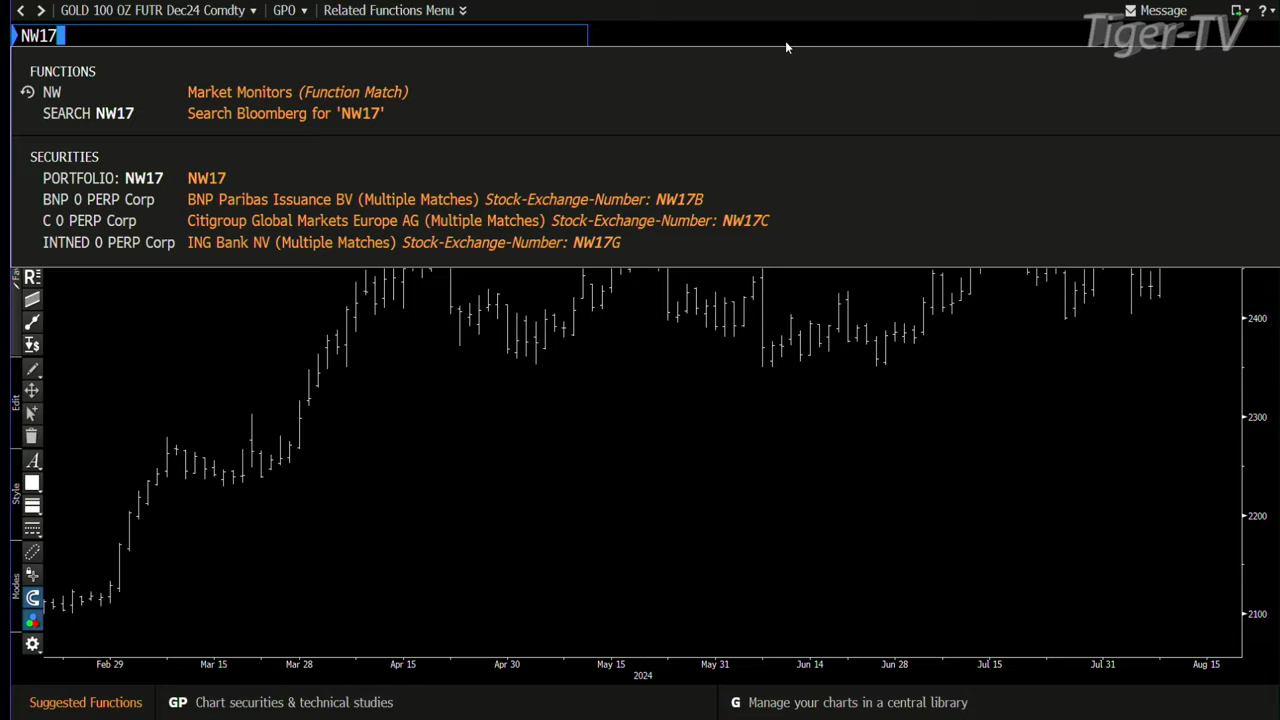 GOLD 100 OZ FUTR Dec24 Comdty GPO Related Functions Menu Message ?
Tiger-TV
NW17
FUNCTIONS
NW Market Monitors (Function Match)
SEARCH NW17 Search Bloomberg for 'NW17'
SECURITIES
PORTFOLIO: NW17 NW17
BNP 0 PERP Corp BNP Paribas Issuance BV (Multiple Matches) Stock-Exchange-Number: NW17B
C 0 PERP Corp Citigroup Global Markets Europe AG (Multiple Matches) Stock-Exchange-Number: NW17C
INTNED 0 PERP Corp ING Bank NV (Multiple Matches) Stock-Exchange-Number: NW17G
2400
2300
2200
2100
Edit
Style
Modes
Feb 29 Mar 15 Mar 28 Apr 15 Apr 30 May 15 May 31 Jun 14 Jun 28 Jul 15 Jul 31 Aug 15
2024
Suggested Functions GP Chart securities & technical studies G Manage your charts in a central library